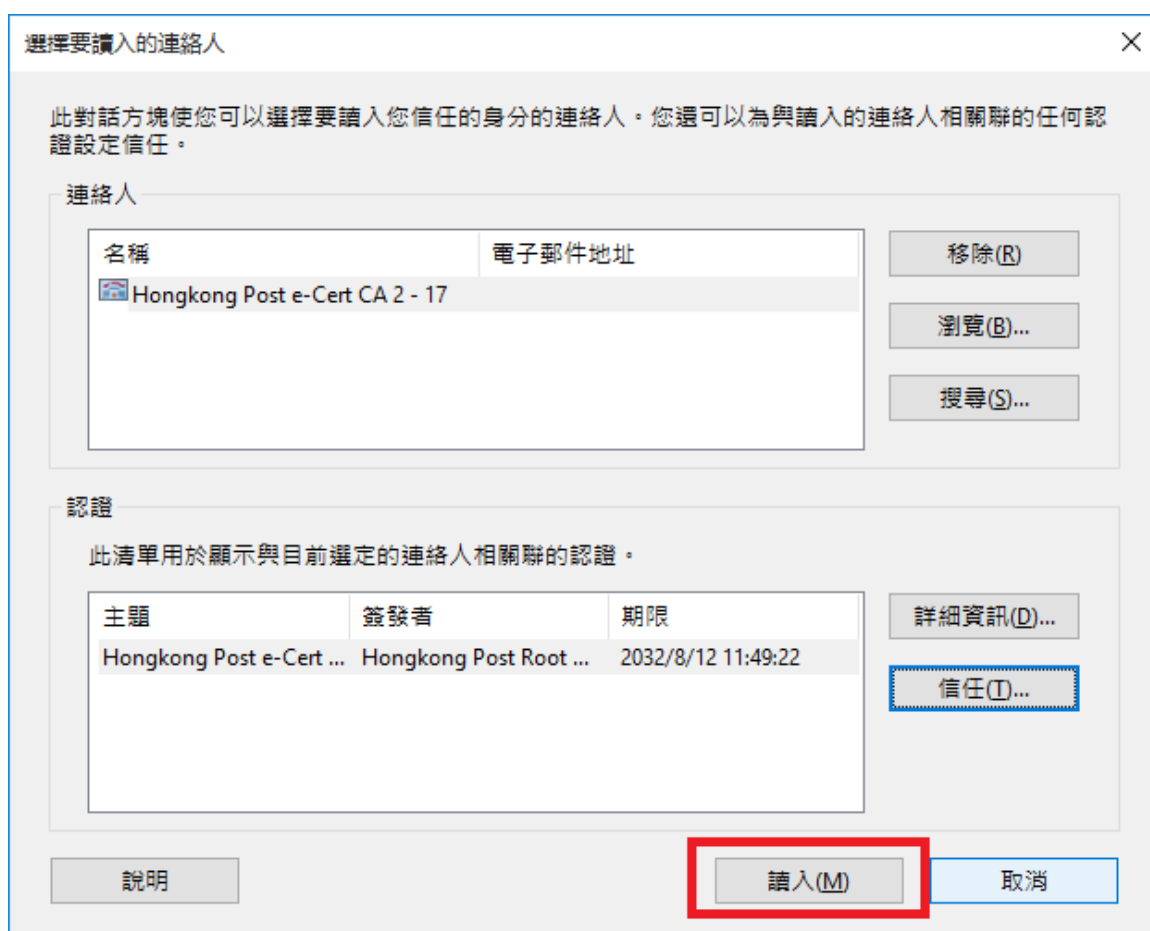 選擇要讀入的連絡人
此對話方塊使您可以選擇要讀入您信任的身分的連絡人。您還可以為與讀入的連絡人相關聯的任何認
證設定信任。
連絡人
名稱 電子郵件地址
Hongkong Post e-Cert CA 2 - 17
移除(R)
瀏覽(B)...
搜尋(S)...
認證
此清單用於顯示與目前選定的連絡人相關聯的認證。
主題 簽發者 期限
Hongkong Post e-Cert ... Hongkong Post Root ... 2032/8/12 11:49:22
詳細資訊(D)...
信任(T)...
說明 讀入(M) 取消